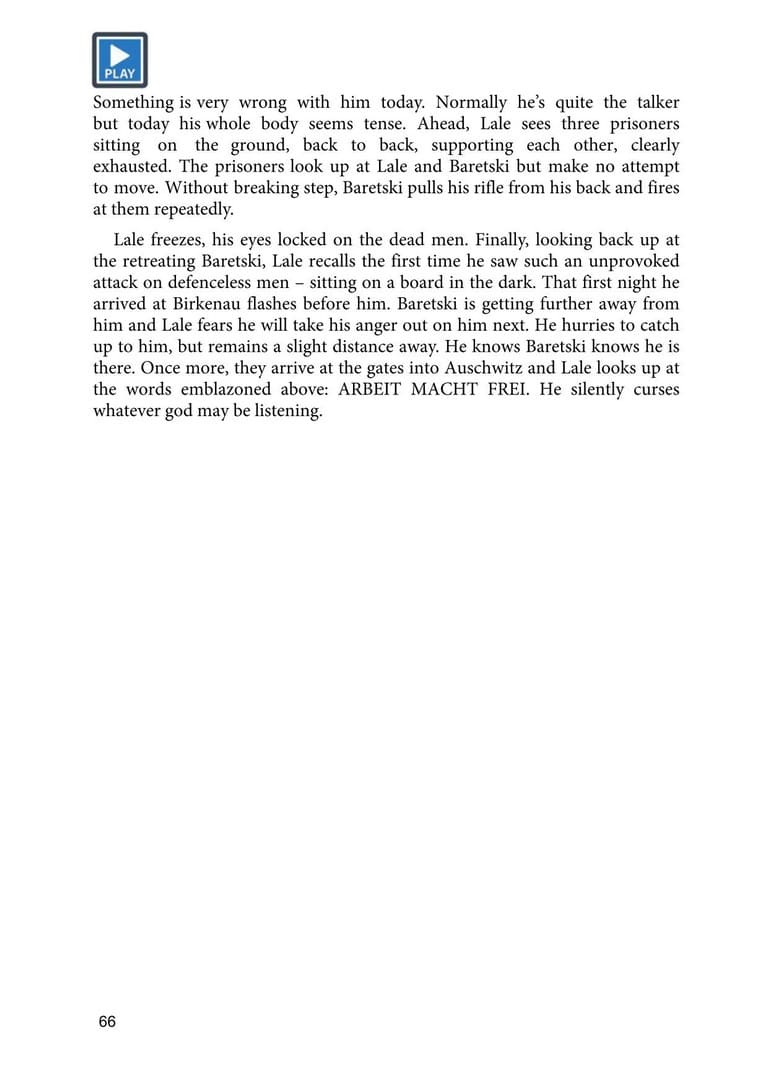 PLAY
Something is very wrong with him today. Normally he’s quite the talker
but today his whole body seems tense. Ahead, Lale sees three prisoners
sitting on the ground, back to back, supporting each other, clearly
exhausted. The prisoners look up at Lale and Baretski but make no attempt
to move. Without breaking step, Baretski pulls his rifle from his back and fires
at them repeatedly.
Lale freezes, his eyes locked on the dead men. Finally, looking back up at
the retreating Baretski, Lale recalls the first time he saw such an unprovoked
attack on defenceless men – sitting on a board in the dark. That first night he
arrived at Birkenau flashes before him. Baretski is getting further away from
him and Lale fears he will take his anger out on him next. He hurries to catch
up to him, but remains a slight distance away. He knows Baretski knows he is
there. Once more, they arrive at the gates into Auschwitz and Lale looks up at
the words emblazoned above: ARBEIT MACHT FREI. He silently curses
whatever god may be listening.
66